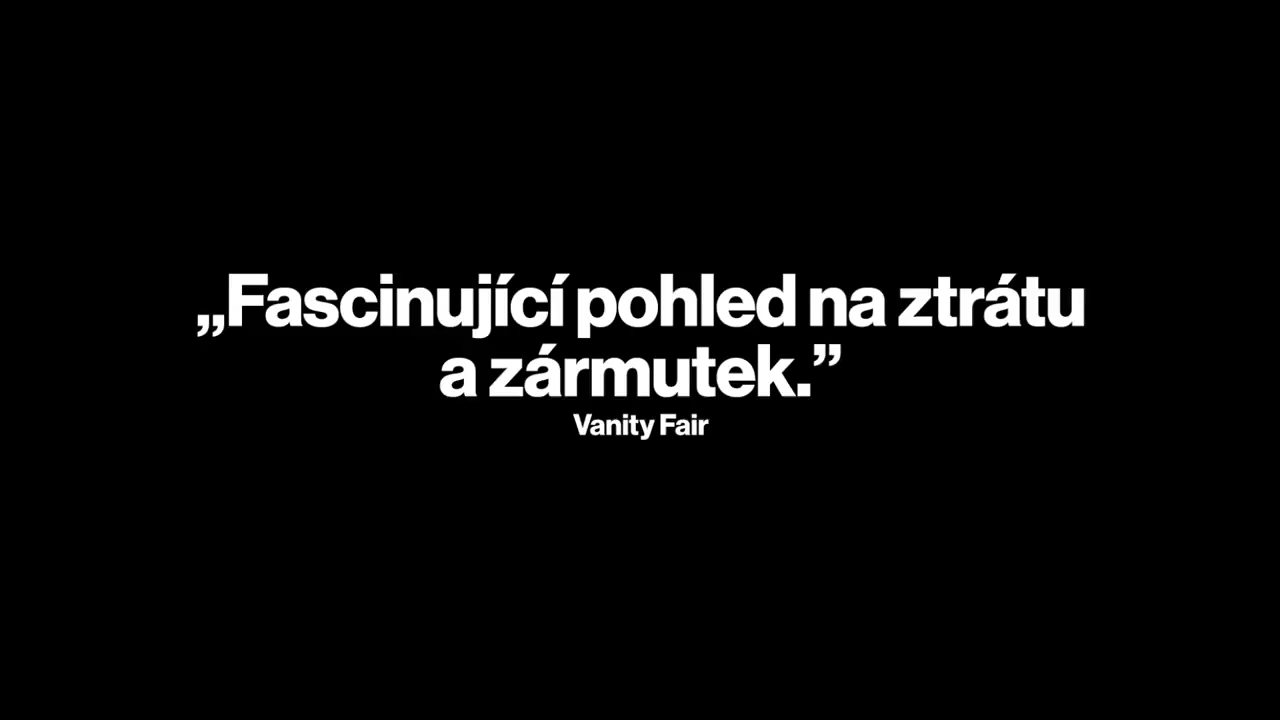 „Fascinující pohled na ztrátu
a zármutek.”
Vanity Fair